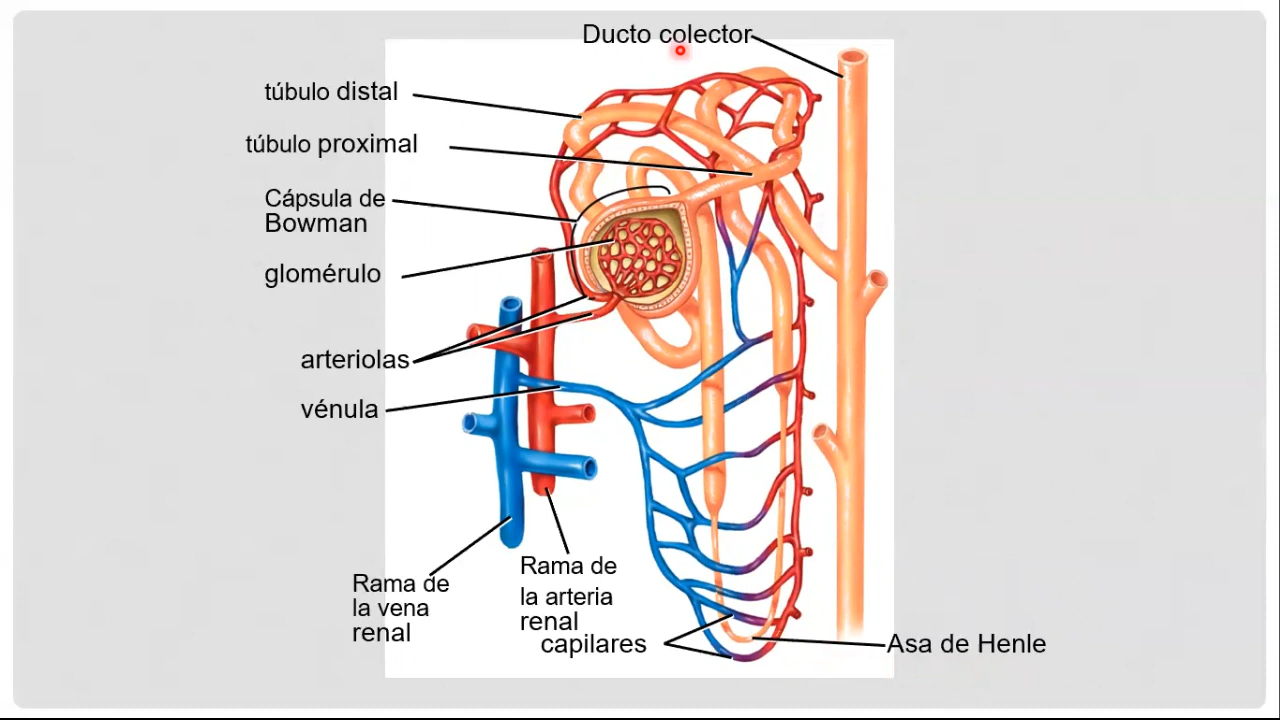 Ducto colector
túbulo distal
túbulo proximal
Cápsula de
Bowman
glomérulo
arteriolas
vénula
Rama de
la vena
renal
Rama de
la arteria
renal
capilares
Asa de Henle